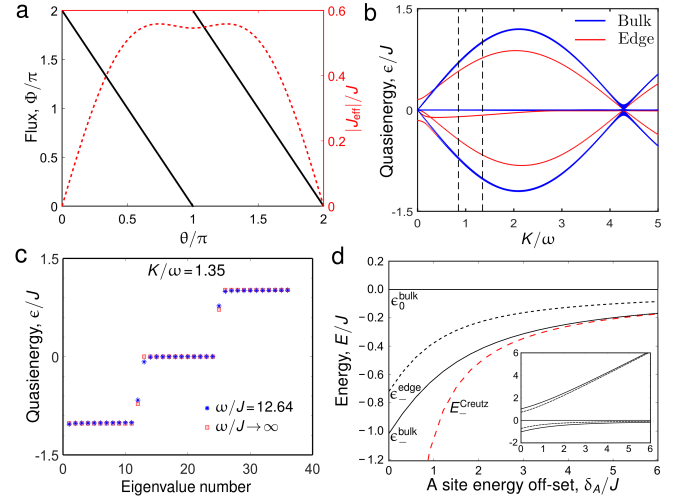 a
Flux, Φ/π
2
1.5
1
0.5
0
0
0.5
1
1.5
2
θ/π
0.6
0.4
0.2
0
|J_eff|/J
b
Quasienergy, ϵ/J
1.5
0
-1.5
0
1
2
3
4
5
K/ω
Bulk
Edge
c
Quasienergy, ϵ/J
1.5
0
-1.5
0
10
20
30
40
Eigenvalue number
K/ω=1.35
ω/J=12.64
ω/J→∞
d
Energy, E/J
0.2
0.0
−0.2
−0.4
−0.6
−0.8
−1.0
−1.2
0
1
2
3
4
5
6
A site energy off-set, δ_A/J
ϵ_0^bulk
ϵ_−^edge
ϵ_−^bulk
E_−^Creutz
6
4
2
0
-2
0
1
2
3
4
5
6